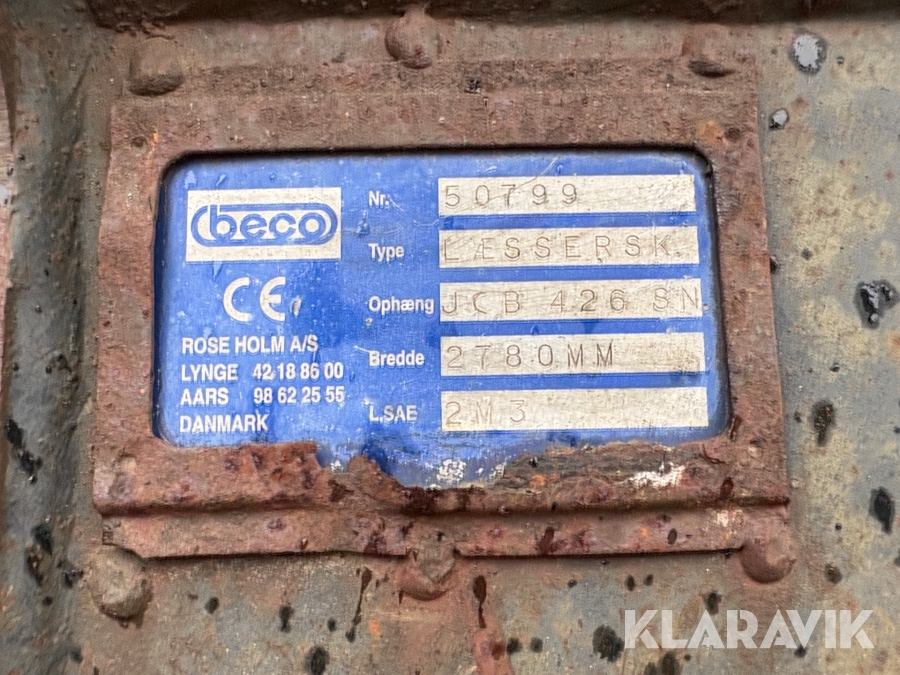 beco
CE
ROSE HOLM A/S
LYNGE 42 18 86 00
AARS 98 62 25 55
DANMARK
Nr. 50799
Type LÆSSERSK.
Ophæng JCB 426 SN
Bredde 2780MM
L.SAE 2M3
KLARAVIK